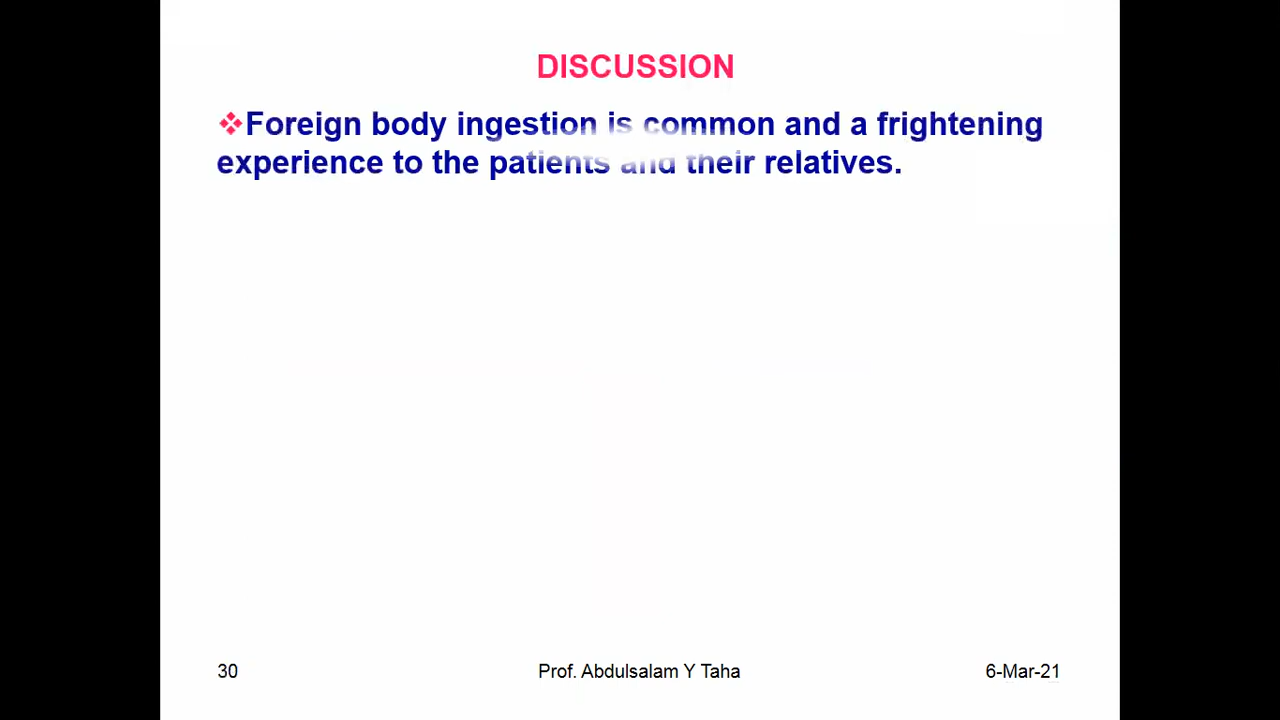 DISCUSSION
❖Foreign body ingestion is common and a frightening
experience to the patients and their relatives.
30 Prof. Abdulsalam Y Taha 6-Mar-21